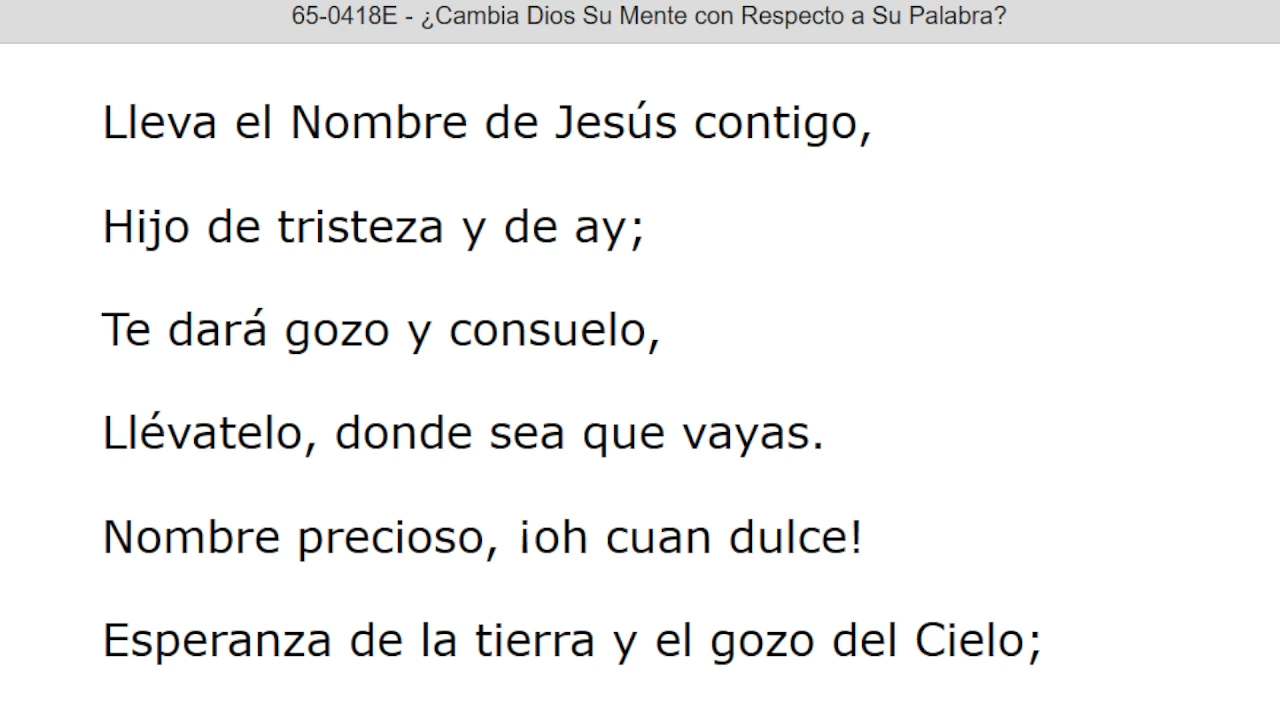 65-0418E - ¿Cambia Dios Su Mente con Respecto a Su Palabra?
Lleva el Nombre de Jesús contigo,
Hijo de tristeza y de ay;
Te dará gozo y consuelo,
Llévatelo, donde sea que vayas.
Nombre precioso, ¡oh cuan dulce!
Esperanza de la tierra y el gozo del Cielo;